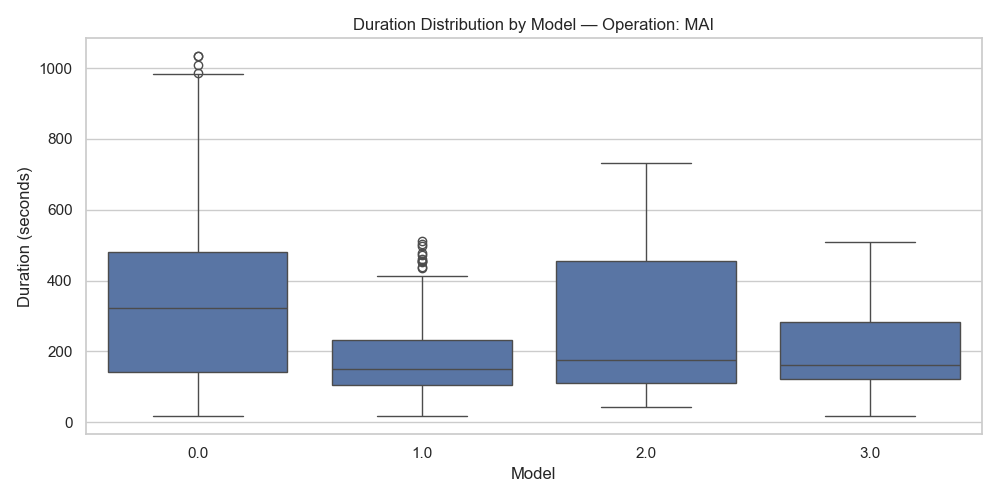 Duration Distribution by Model — Operation: MAI
1000
800
600
400
200
0
Duration (seconds)
0.0 1.0 2.0 3.0
Model